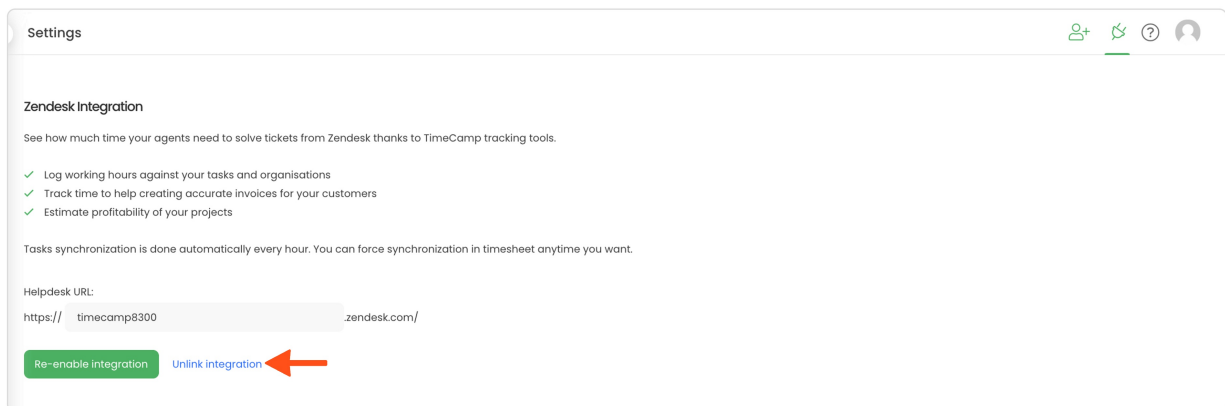 Settings
?
Zendesk Integration
See how much time your agents need to solve tickets from Zendesk thanks to TimeCamp tracking tools.
Log working hours against your tasks and organisations
Track time to help creating accurate invoices for your customers
Estimate profitability of your projects
Tasks synchronization is done automatically every hour. You can force synchronization in timesheet anytime you want.
Helpdesk URL:
https:// timecamp8300 .zendesk.com/
Re-enable integration Unlink integration